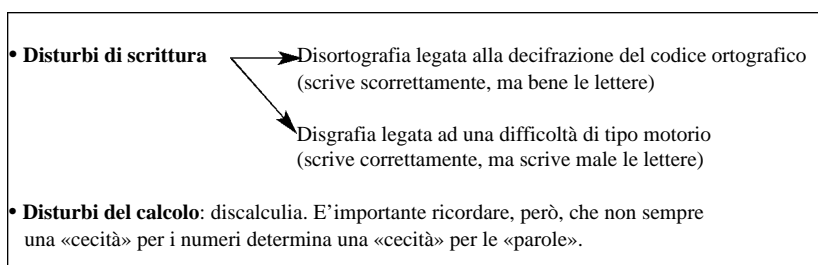 • Disturbi di scrittura
Disortografia legata alla decifrazione del codice ortografico
(scrive scorrettamente, ma bene le lettere)
Disgrafia legata ad una difficoltà di tipo motorio
(scrive correttamente, ma scrive male le lettere)
• Disturbi del calcolo: discalculia. E'importante ricordare, però, che non sempre
una «cecità» per i numeri determina una «cecità» per le «parole».